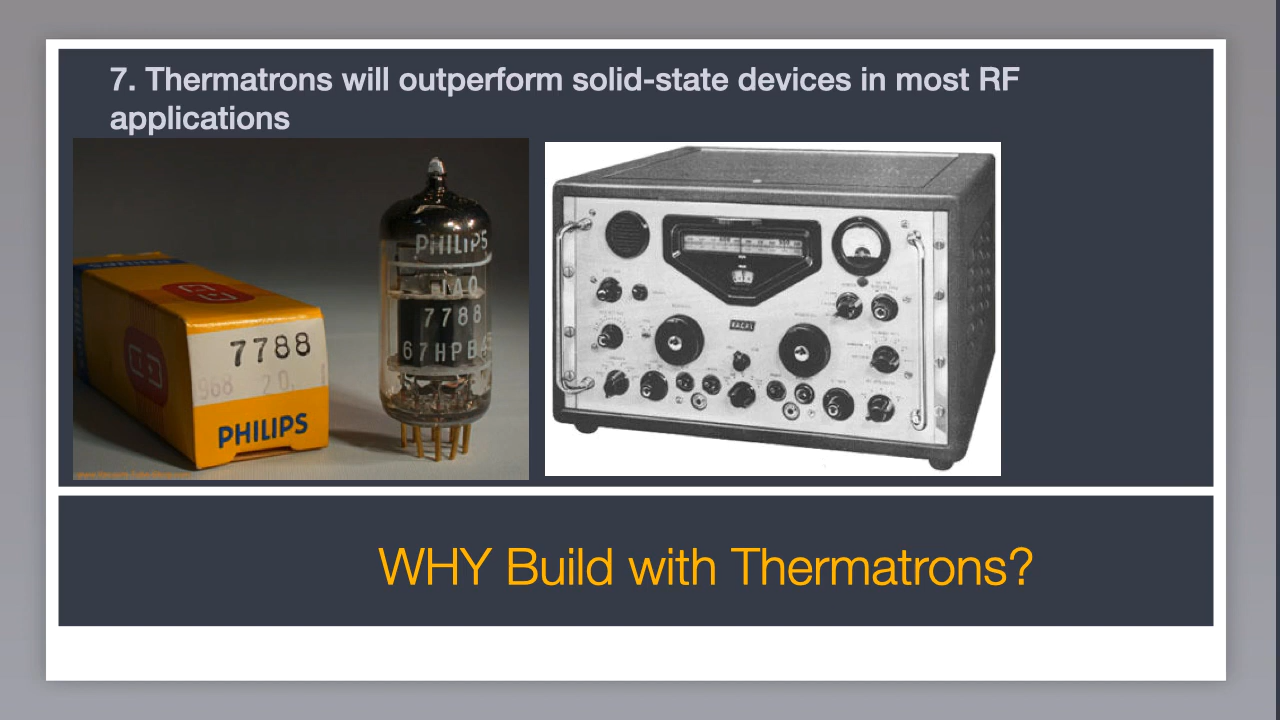 7. Thermatrons will outperform solid-state devices in most RF
applications
PHILIPS
7788
67HPB
7788
968 20.
PHILIPS
RACAL
WHY Build with Thermatrons?